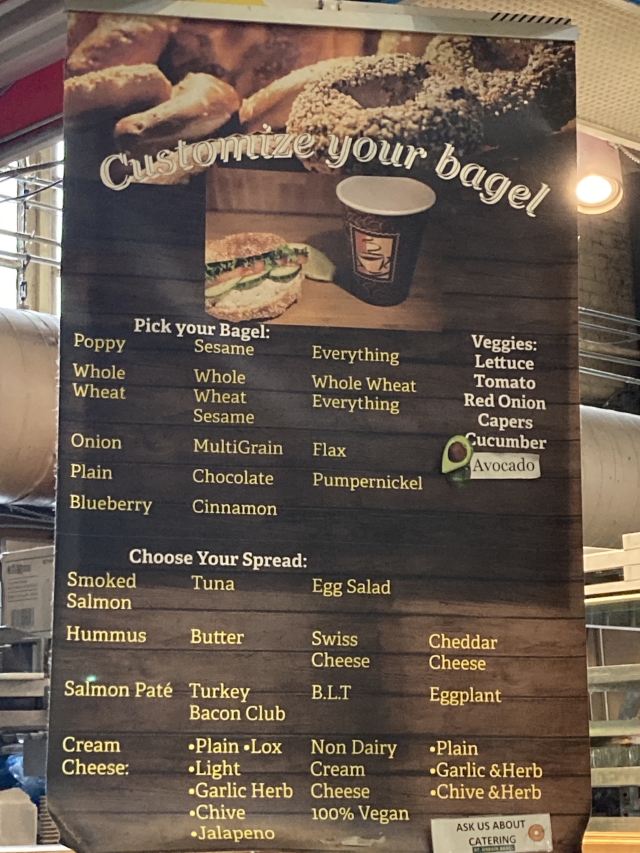 Customize your bagel
Pick your Bagel:
Poppy Sesame Everything
Whole Wheat
Whole Wheat Sesame
Whole Wheat Everything
Onion MultiGrain Flax
Plain Chocolate Pumpernickel
Blueberry Cinnamon
Veggies:
Lettuce
Tomato
Red Onion
Capers
Cucumber
Avocado
Choose Your Spread:
Smoked Salmon
Tuna
Egg Salad
Hummus
Butter
Swiss Cheese
Cheddar Cheese
Salmon Paté
Turkey Bacon Club
B.L.T
Eggplant
Cream Cheese:
•Plain •Lox
•Light
•Garlic Herb
•Chive
•Jalapeno
Non Dairy
Cream
Cheese
100% Vegan
•Plain
•Garlic &Herb
•Chive &Herb
ASK US ABOUT
CATERING